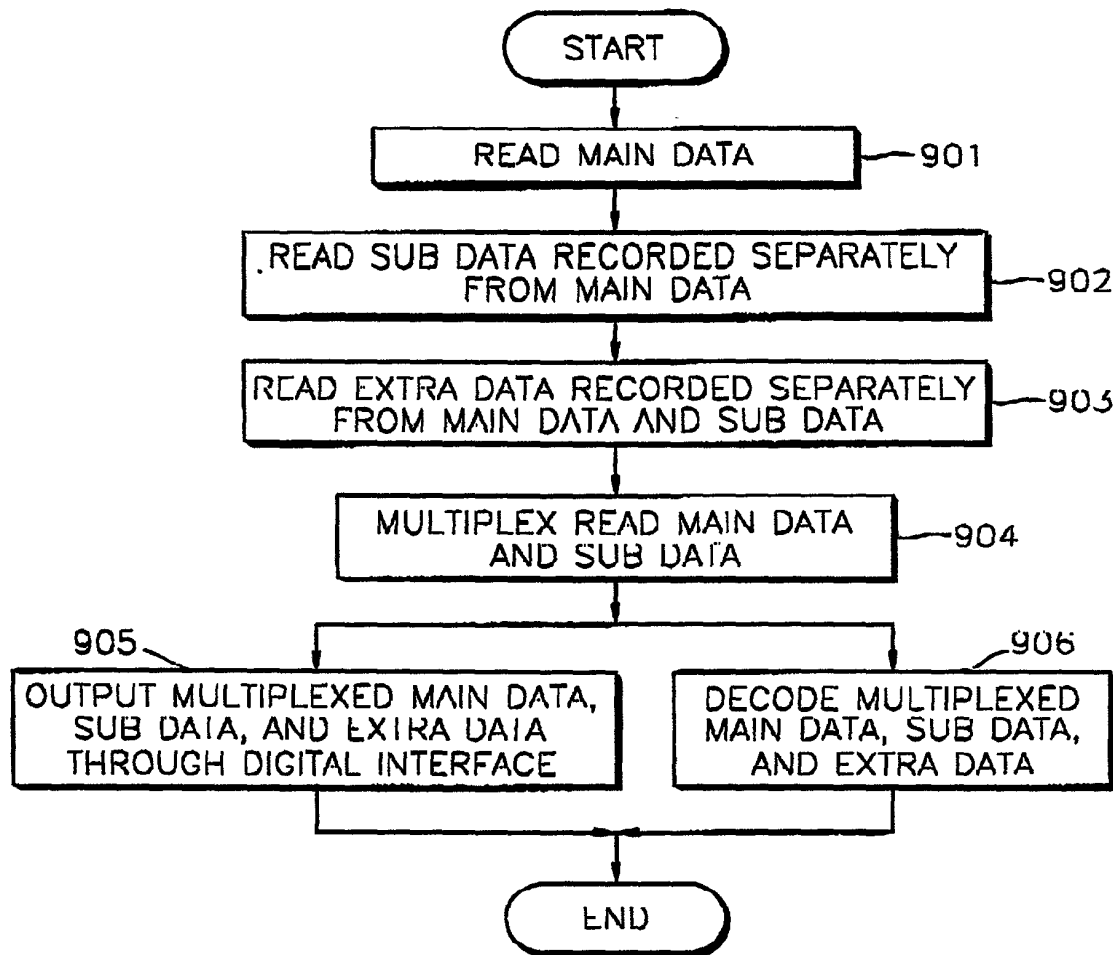 START
READ MAIN DATA
901
READ SUB DATA RECORDED SEPARATELY
FROM MAIN DATA
902
READ EXTRA DATA RECORDED SEPARATELY
FROM MAIN DATA AND SUB DATA
903
MULTIPLEX READ MAIN DATA
AND SUB DATA
904
905
OUTPUT MULTIPLEXED MAIN DATA,
SUB DATA, AND EXTRA DATA
THROUGH DIGITAL INTERFACE
906
DECODE MULTIPLEXED
MAIN DATA, SUB DATA,
AND EXTRA DATA
END